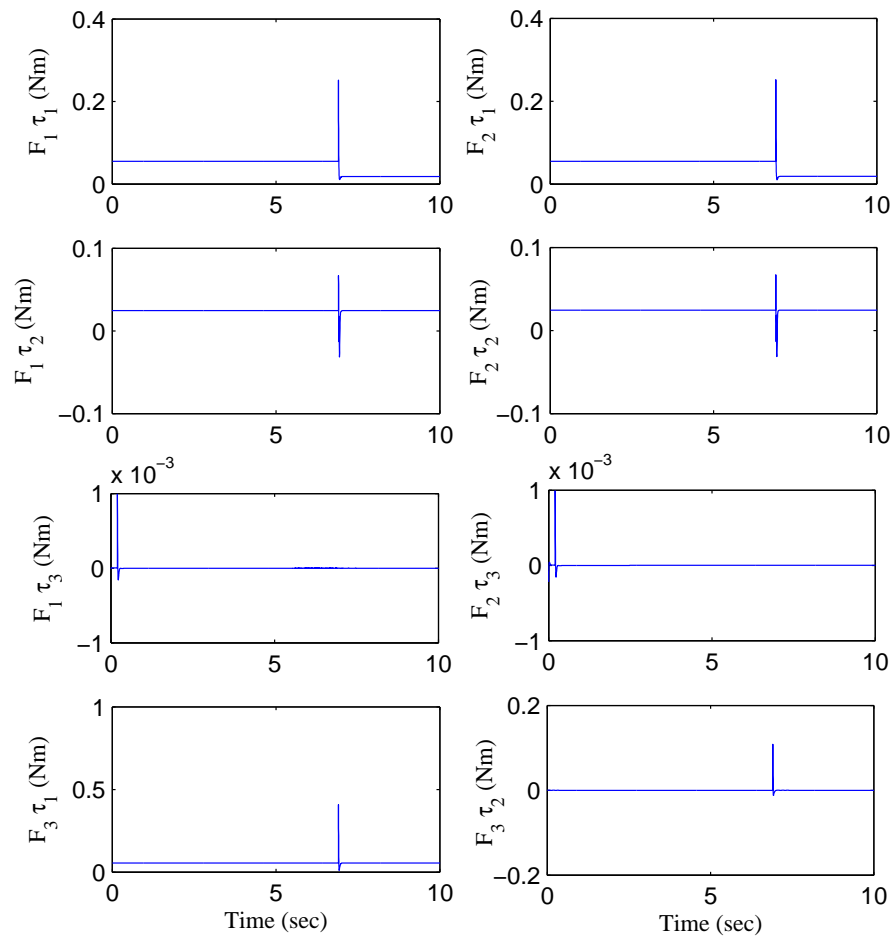 0.4
0.2
0
F₁ τ₁ (Nm)
0 5 10
0.4
0.2
0
F₂ τ₁ (Nm)
0 5 10
0.1
0
−0.1
F₁ τ₂ (Nm)
0 5 10
0.1
0
−0.1
F₂ τ₂ (Nm)
0 5 10
x 10⁻³
1
0
−1
F₁ τ₃ (Nm)
0 5 10
x 10⁻³
1
0
−1
F₂ τ₃ (Nm)
0 5 10
1
0.5
0
F₃ τ₁ (Nm)
0 5 10
Time (sec)
0.2
0
−0.2
F₃ τ₂ (Nm)
0 5 10
Time (sec)